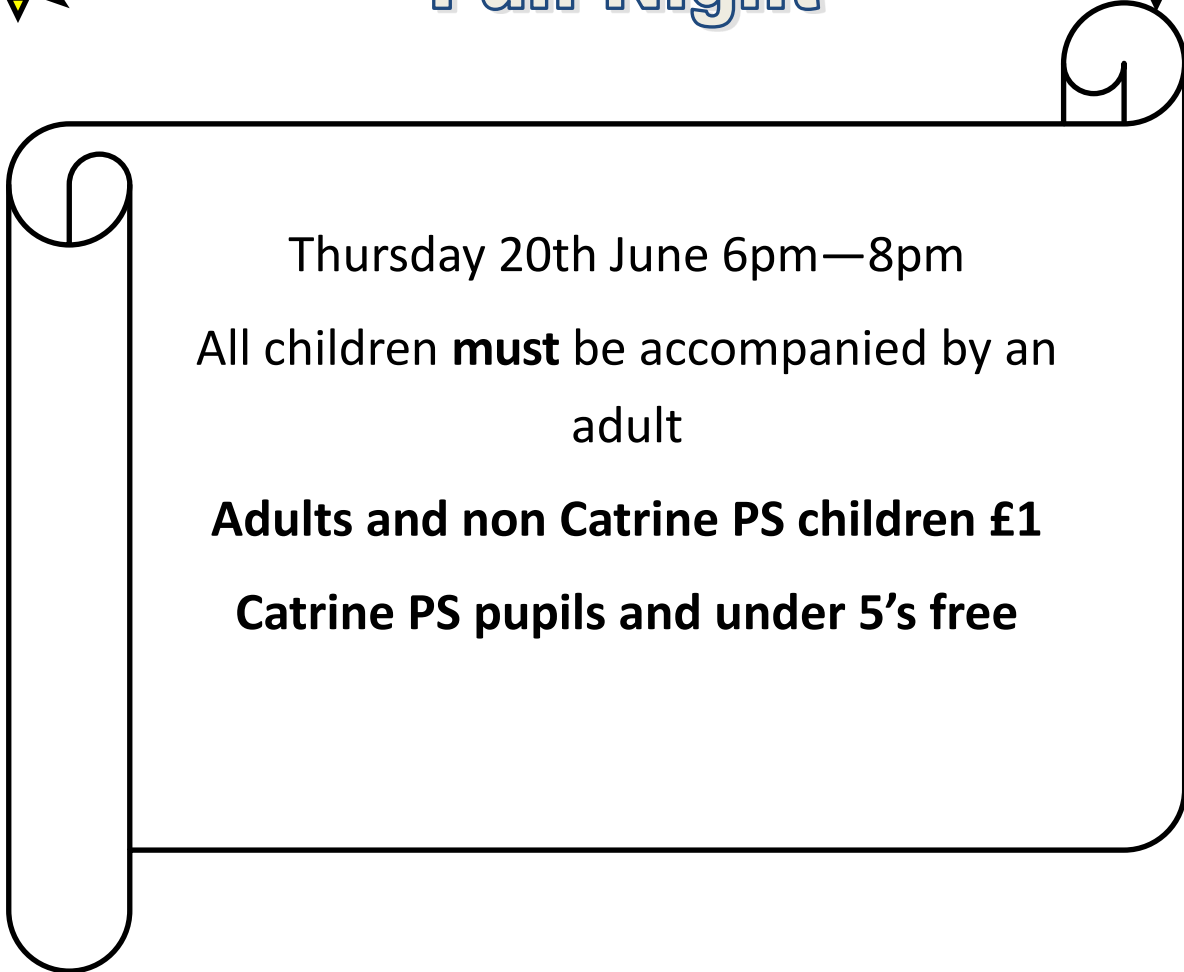 Night
Thursday 20th June 6pm—8pm
All children must be accompanied by an
adult
Adults and non Catrine PS children £1
Catrine PS pupils and under 5’s free